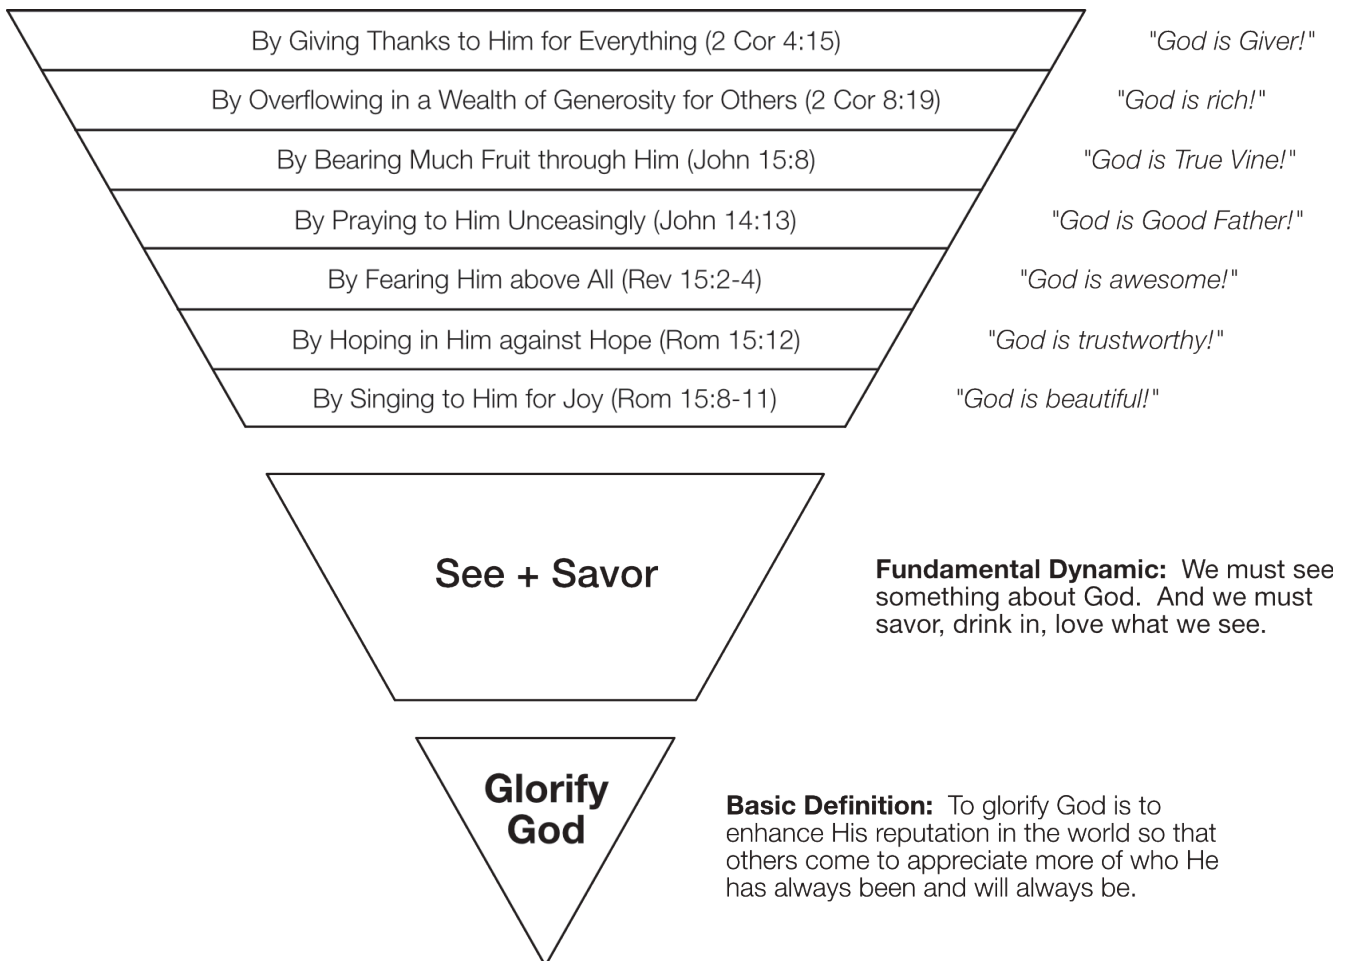 By Giving Thanks to Him for Everything (2 Cor 4:15)
"God is Giver!"
By Overflowing in a Wealth of Generosity for Others (2 Cor 8:19)
"God is rich!"
By Bearing Much Fruit through Him (John 15:8)
"God is True Vine!"
By Praying to Him Unceasingly (John 14:13)
"God is Good Father!"
By Fearing Him above All (Rev 15:2-4)
"God is awesome!"
By Hoping in Him against Hope (Rom 15:12)
"God is trustworthy!"
By Singing to Him for Joy (Rom 15:8-11)
"God is beautiful!"
See + Savor
Fundamental Dynamic: We must see
something about God. And we must
savor, drink in, love what we see.
Glorify
God
Basic Definition: To glorify God is to
enhance His reputation in the world so that
others come to appreciate more of who He
has always been and will always be.